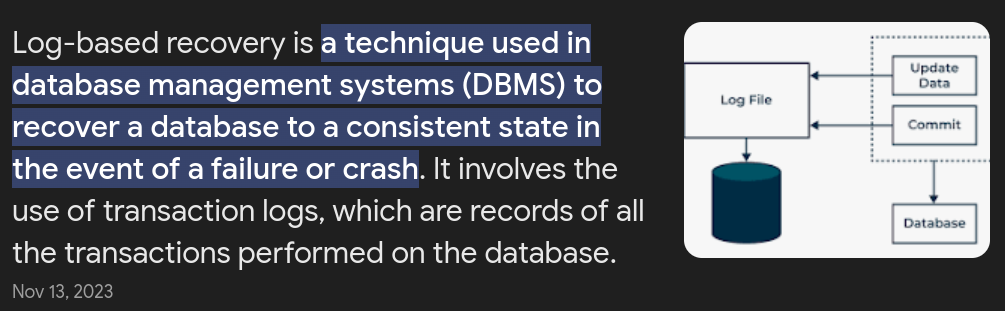 Log-based recovery is a technique used in
database management systems (DBMS) to
recover a database to a consistent state in
the event of a failure or crash. It involves the
use of transaction logs, which are records of all
the transactions performed on the database.
Nov 13, 2023
Log File
Update
Data
Commit
Database